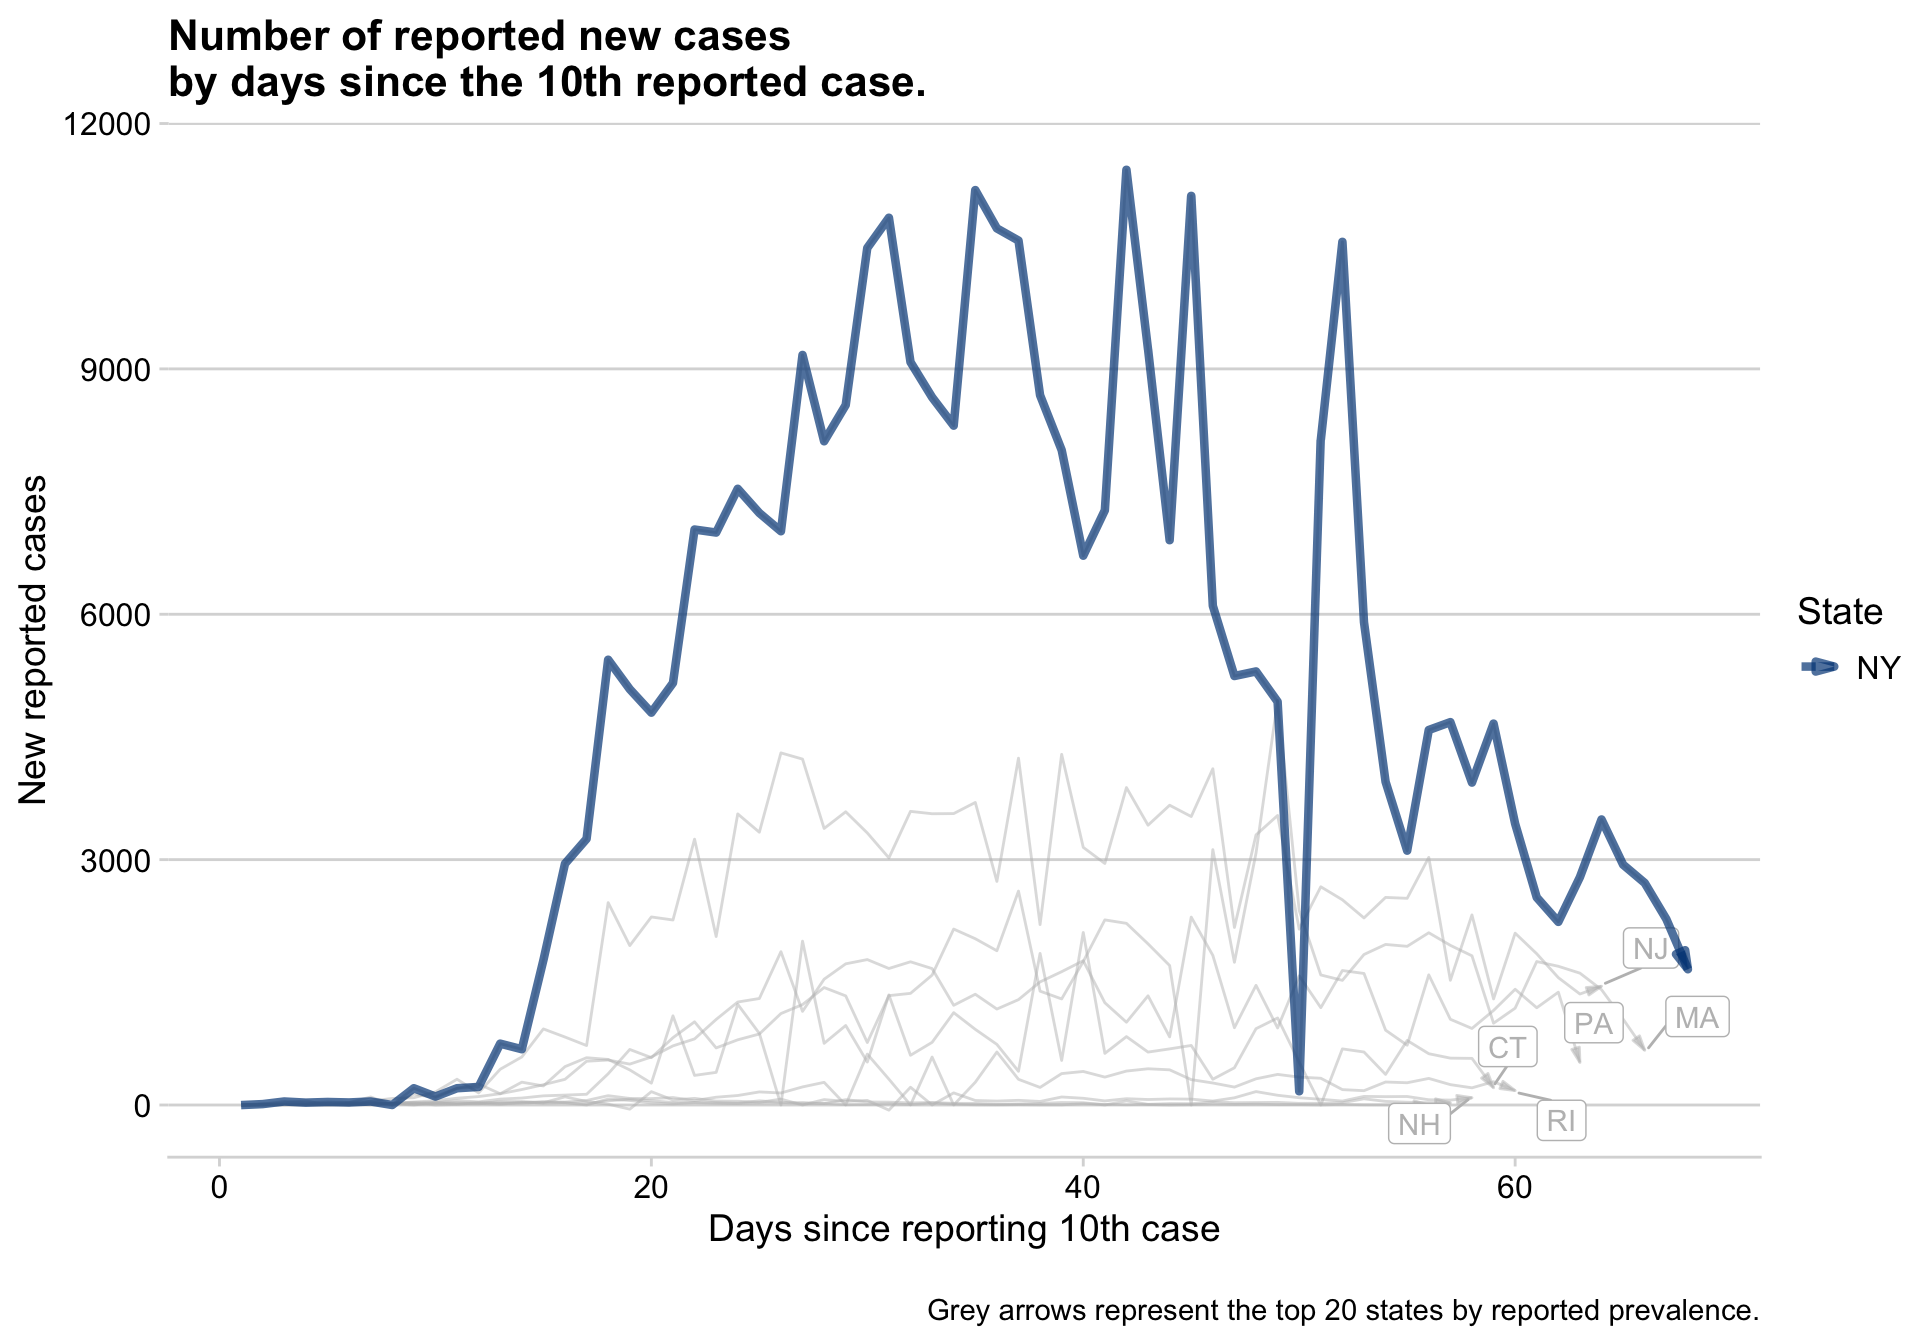 Number of reported new cases
by days since the 10th reported case.
12000
9000
6000
3000
0
New reported cases
0
20
40
60
Days since reporting 10th case
NJ
MA
PA
CT
RI
NH
State
NY
Grey arrows represent the top 20 states by reported prevalence.